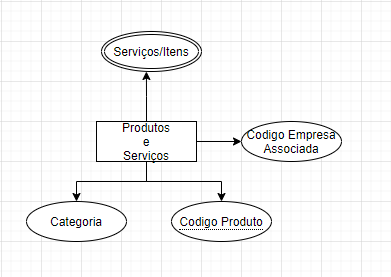 Serviços/Itens
Produtos
e
Serviços
Codigo Empresa
Associada
Categoria
Codigo Produto